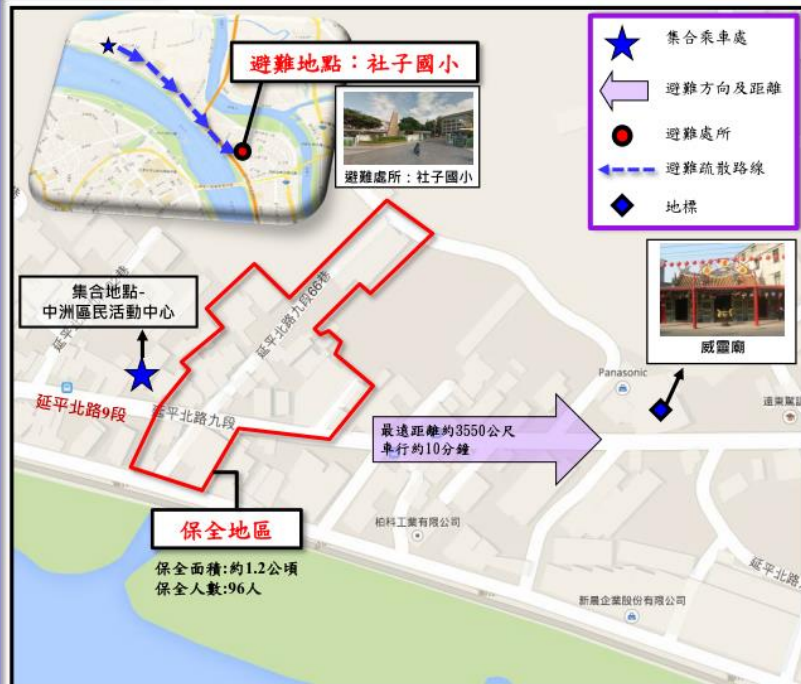 避難地點：社子國小
避難處所：社子國小
集合乘車處
避難方向及距離
避難處所
避難疏散路線
地標
集合地點-
中洲區民活動中心
延平北路九段66巷
威靈廟
Panasonic
延平北路9段
延平北路九段
最遠距離約3550公尺
車行約10分鐘
保全地區
保全面積:約1.2公頃
保全人數:96人
柏科工業有限公司
新晨企業股份有限公司
延平北路